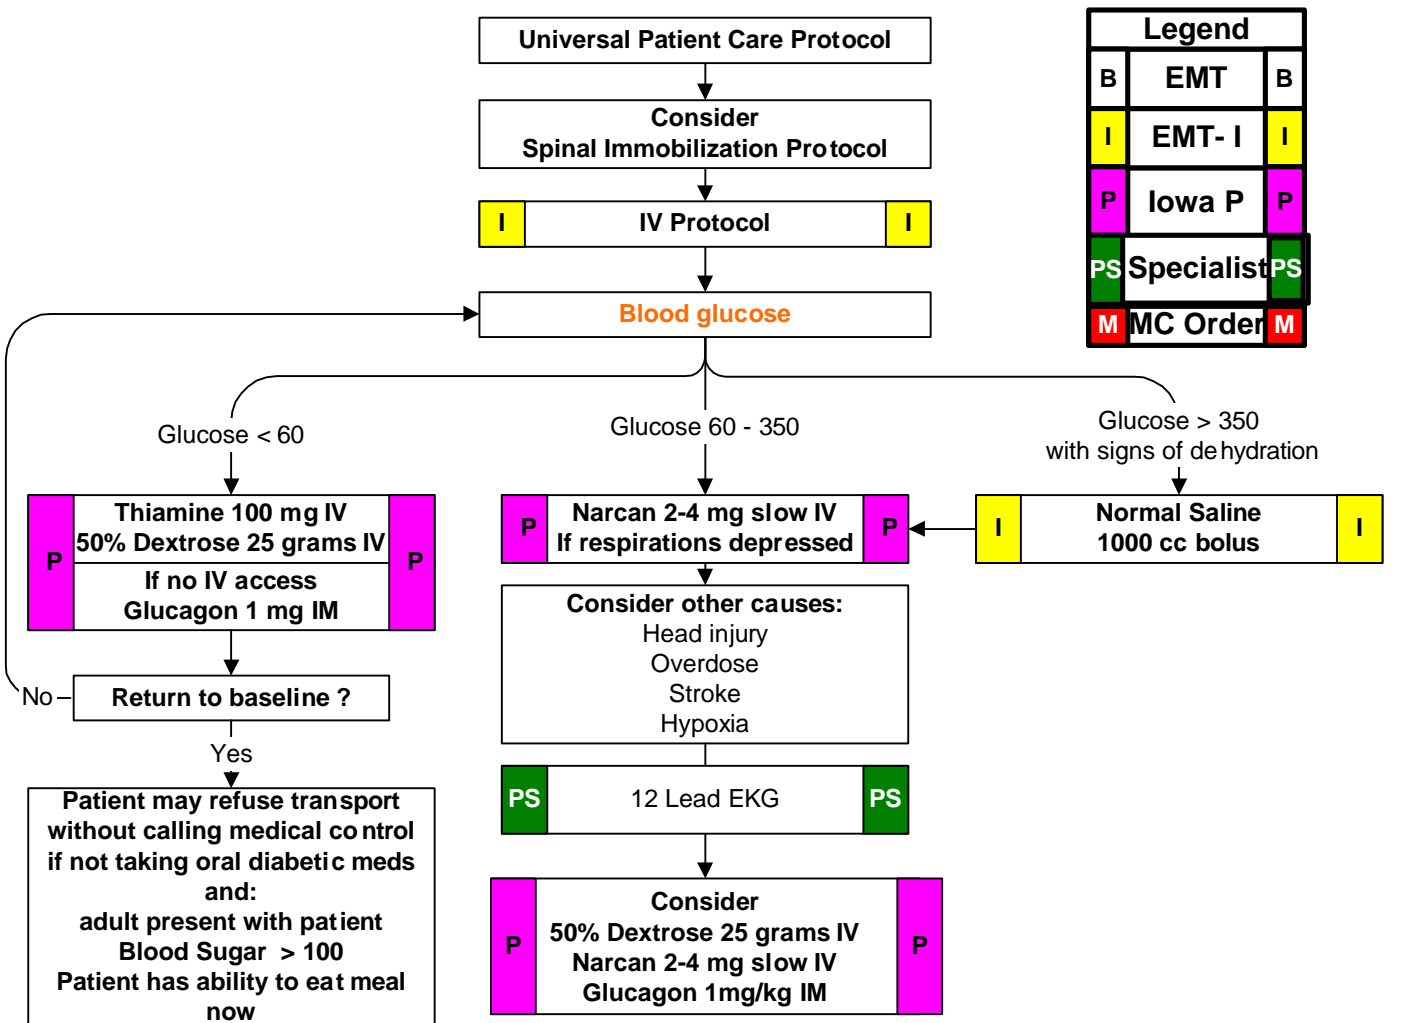 Universal Patient Care Protocol
Consider
Spinal Immobilization Protocol
I IV Protocol I
Blood glucose
Legend
B EMT B
I EMT- I I
P Iowa P P
PS Specialist PS
M MC Order M
Glucose < 60
Glucose 60 - 350
Glucose > 350
with signs of dehydration
P P
Thiamine 100 mg IV
50% Dextrose 25 grams IV
If no IV access
Glucagon 1 mg IM
P P
Narcan 2-4 mg slow IV
If respirations depressed
I I
Normal Saline
1000 cc bolus
Consider other causes:
Head injury
Overdose
Stroke
Hypoxia
No
Return to baseline ?
Yes
Patient may refuse transport
without calling medical control
if not taking oral diabetic meds
and:
adult present with patient
Blood Sugar > 100
Patient has ability to eat meal
now
PS 12 Lead EKG PS
P P
Consider
50% Dextrose 25 grams IV
Narcan 2-4 mg slow IV
Glucagon 1mg/kg IM